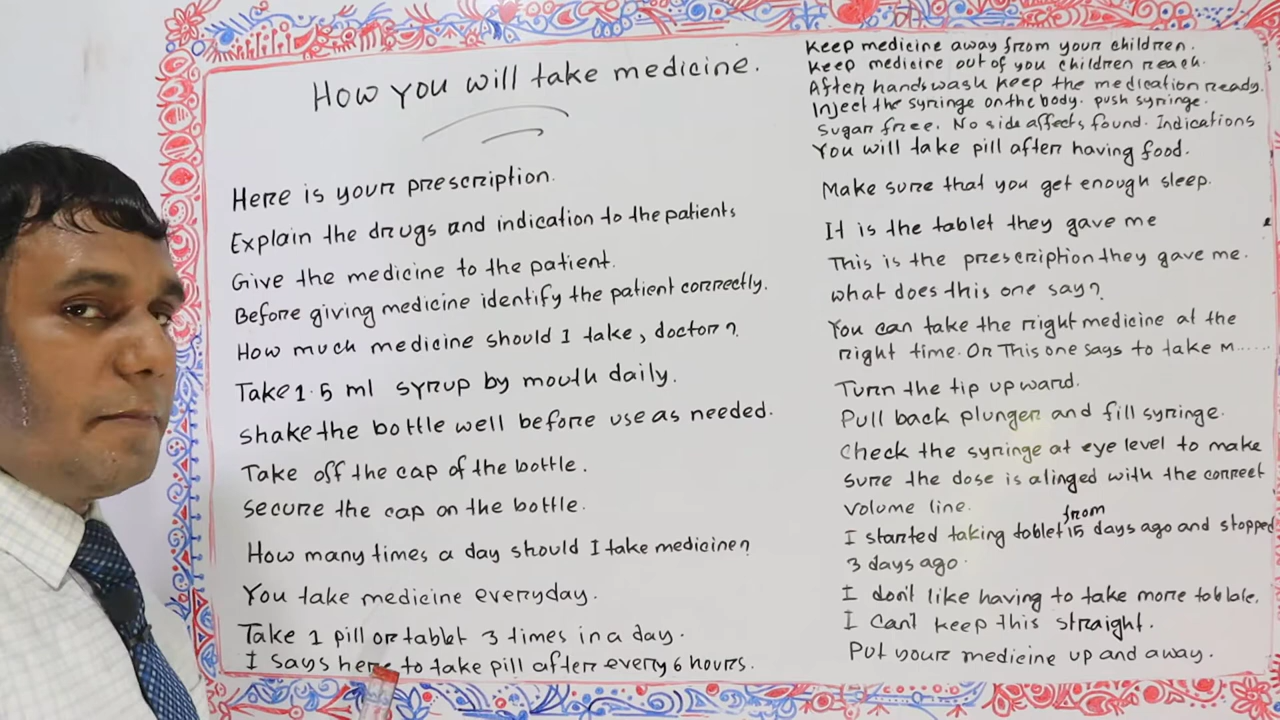 How you will take medicine.
Here is your prescription.
Explain the drugs and indication to the patients
Give the medicine to the patient.
Before giving medicine identify the patient correctly.
How much medicine should I take, doctor?
Take 1.5 ml syrup by mouth daily.
shake the bottle well before use as needed.
Take off the cap of the bottle.
secure the cap on the bottle.
How many times a day should I take medicine?
You take medicine everyday.
Take 1 pill or tablet 3 times in a day.
I says here to take pill after every 6 hours.
Keep medicine away from your children.
Keep medicine out of you children reach.
After hands wash keep the medication ready.
Inject the syringe on the body. push syringe.
Sugar free. No side affects found. Indications
You will take pill after having food.
Make sure that you get enough sleep.
It is the tablet they gave me
This is the prescription they gave me.
what does this one say?
You can take the right medicine at the
right time. Or This one says to take m......
Turn the tip upward.
Pull back plunger and fill syringe.
Check the syringe at eye level to make
sure the dose is alinged with the correct
volume line.
I started taking toblet from 15 days ago and stopped
3 days ago.
I don't like having to take more toblate.
I can't keep this straight.
Put youre medicine up and away.